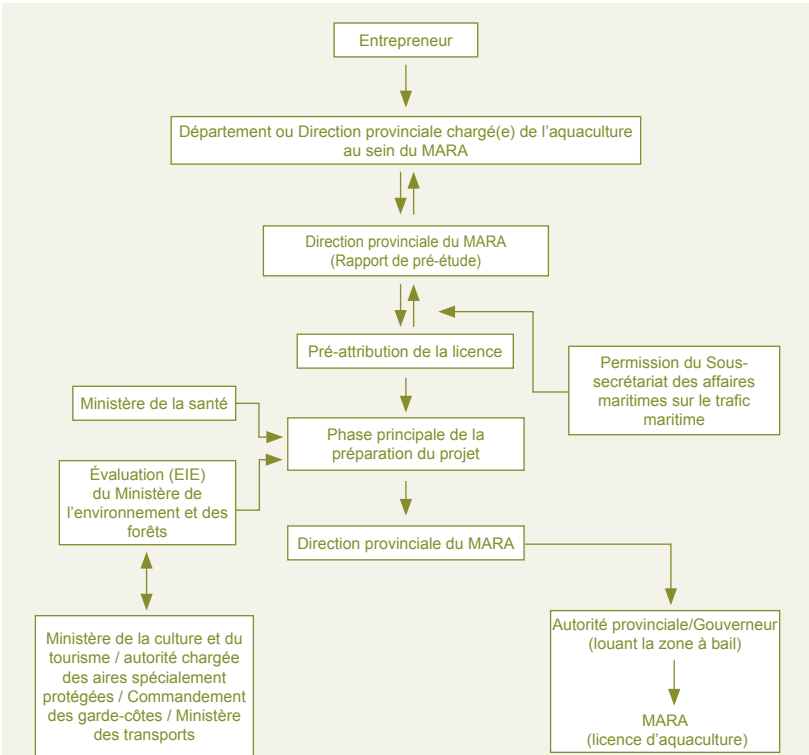 Entrepreneur
Département ou Direction provinciale chargé(e) de l'aquaculture
au sein du MARA
Direction provinciale du MARA
(Rapport de pré-étude)
Pré-attribution de la licence
Permission du Sous-
secrétariat des affaires
maritimes sur le trafic
maritime
Ministère de la santé
Phase principale de la
préparation du projet
Évaluation (EIE)
du Ministère de
l'environnement et des
forêts
Direction provinciale du MARA
Ministère de la culture et du
tourisme / autorité chargée
des aires spécialement
protégées / Commandement
des garde-côtes / Ministère
des transports
Autorité provinciale/Gouverneur
(louant la zone à bail)
MARA
(licence d'aquaculture)